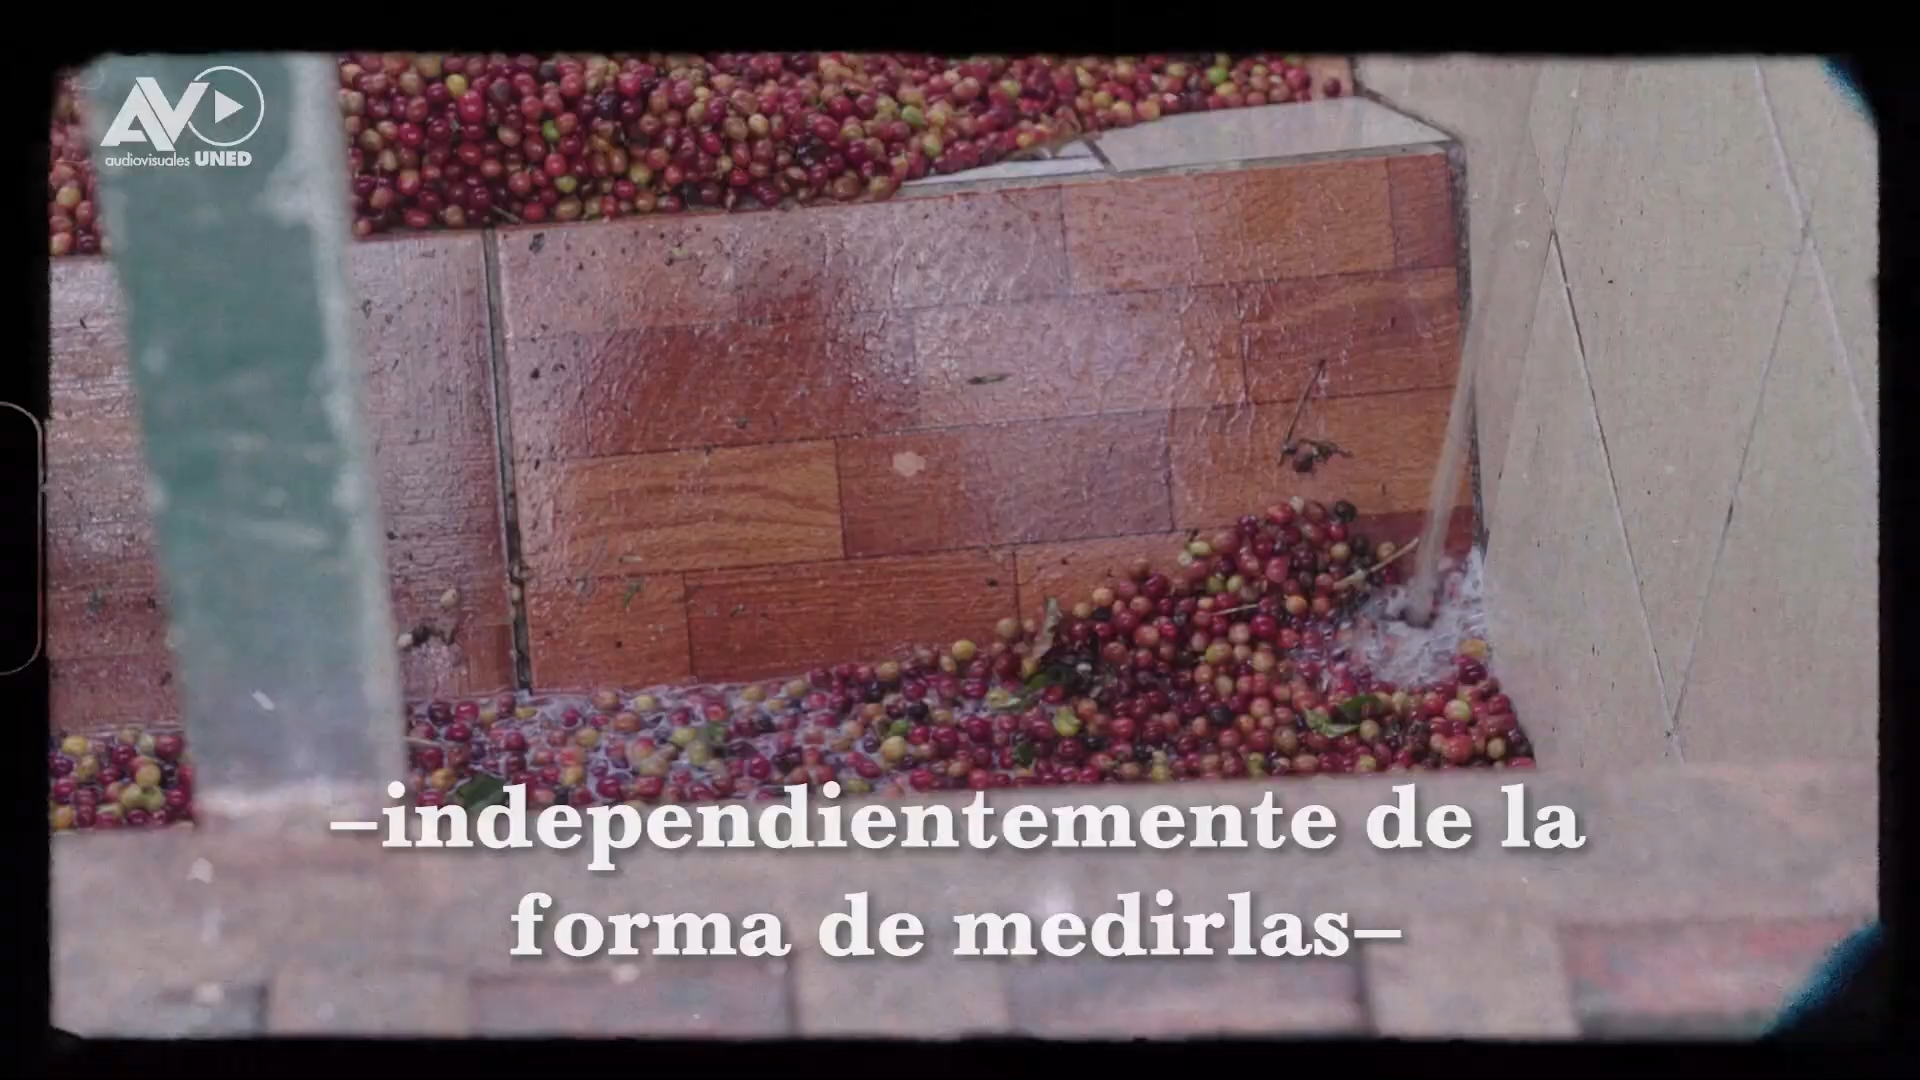 AV
audiovisuales UNED
–independientemente de la
forma de medirlas–